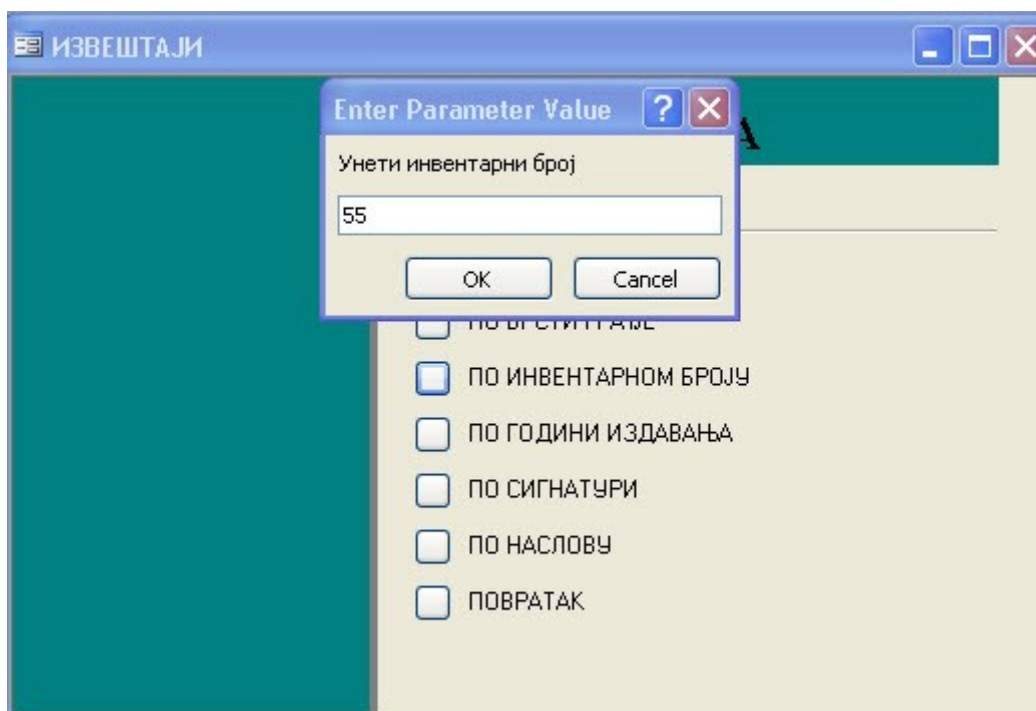 ИЗВЕШТАЈИ
Enter Parameter Value
Унети инвентарни број
55
OK
Cancel
ПО ИНВЕНТАРНОМ БРОЈУ
ПО ГОДИНИ ИЗДАВАЊА
ПО СИГНАТУРИ
ПО НАСЛОВУ
ПОВРАТАК